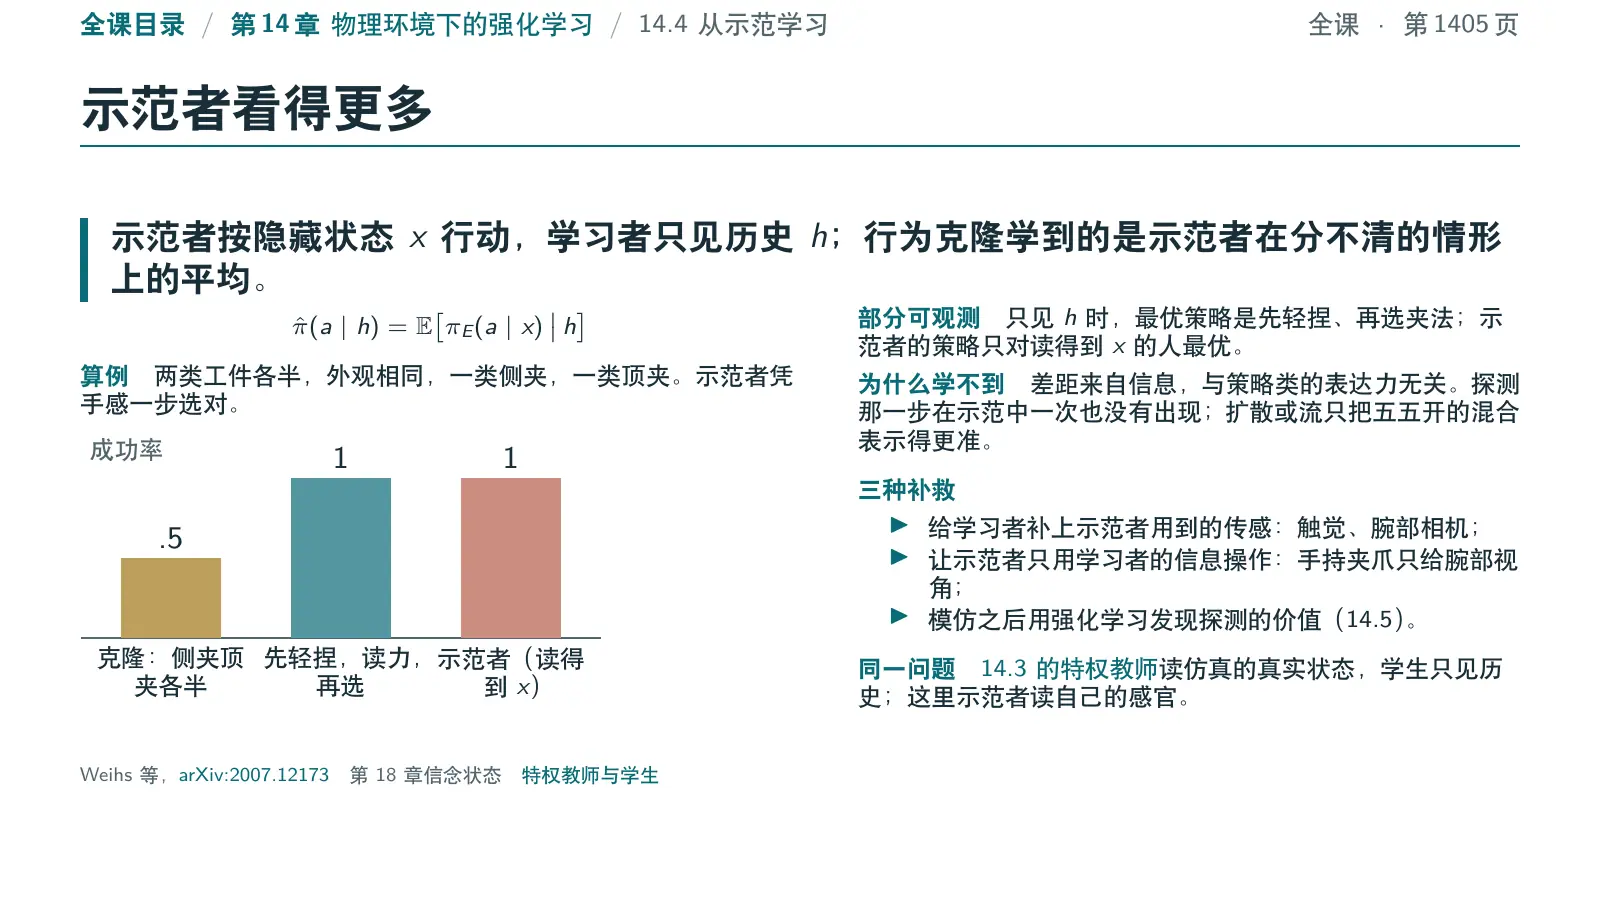 全课目录 / 第 14 章 物理环境下的强化学习 / 14.4 从示范学习
全课 · 第 1405 页
示范者看得更多
示范者按隐藏状态 x 行动，学习者只见历史 h；行为克隆学到的是示范者在分不清的情形
上的平均。
π̂(a | h) = 𝔼[π_E(a | x) | h]
算例 两类工件各半，外观相同，一类侧夹，一类顶夹。示范者凭
手感一步选对。
成功率
.5
1
1
克隆：侧夹顶
夹各半
先轻捏，读力，
再选
示范者（读得
到 x）
部分可观测 只见 h 时，最优策略是先轻捏、再选夹法；示
范者的策略只对读得到 x 的人最优。
为什么学不到 差距来自信息，与策略类的表达力无关。探测
那一步在示范中一次也没有出现；扩散或流只把五五开的混合
表示得更准。
三种补救
▶ 给学习者补上示范者用到的传感：触觉、腕部相机；
▶ 让示范者只用学习者的信息操作：手持夹爪只给腕部视
角；
▶ 模仿之后用强化学习发现探测的价值（14.5）。
同一问题 14.3 的特权教师读仿真的真实状态，学生只见历
史；这里示范者读自己的感官。
Weihs 等，arXiv:2007.12173 第 18 章信念状态 特权教师与学生